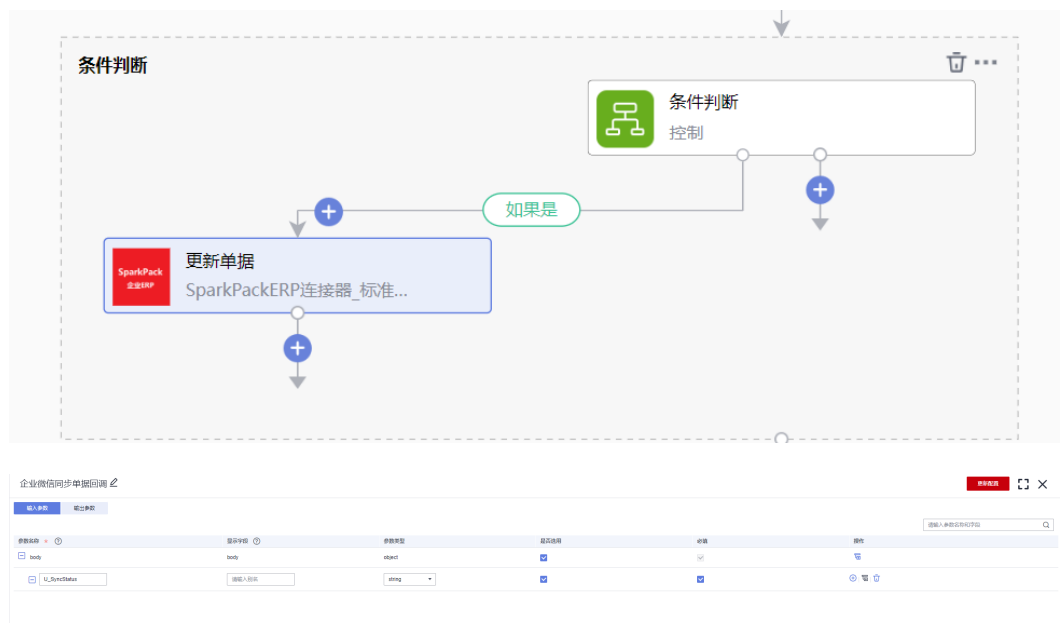 条件判断
条件判断
控制
如果是
SparkPack
企业ERP
更新单据
SparkPackERP连接器_标准...
企业微信同步单据回调
更新配置
输入参数 输出参数
请输入参数名称和字段
参数名称 * 显示字段 参数类型 是否启用 必填 操作
body body object
U_SyncStatus 请输入别名 string